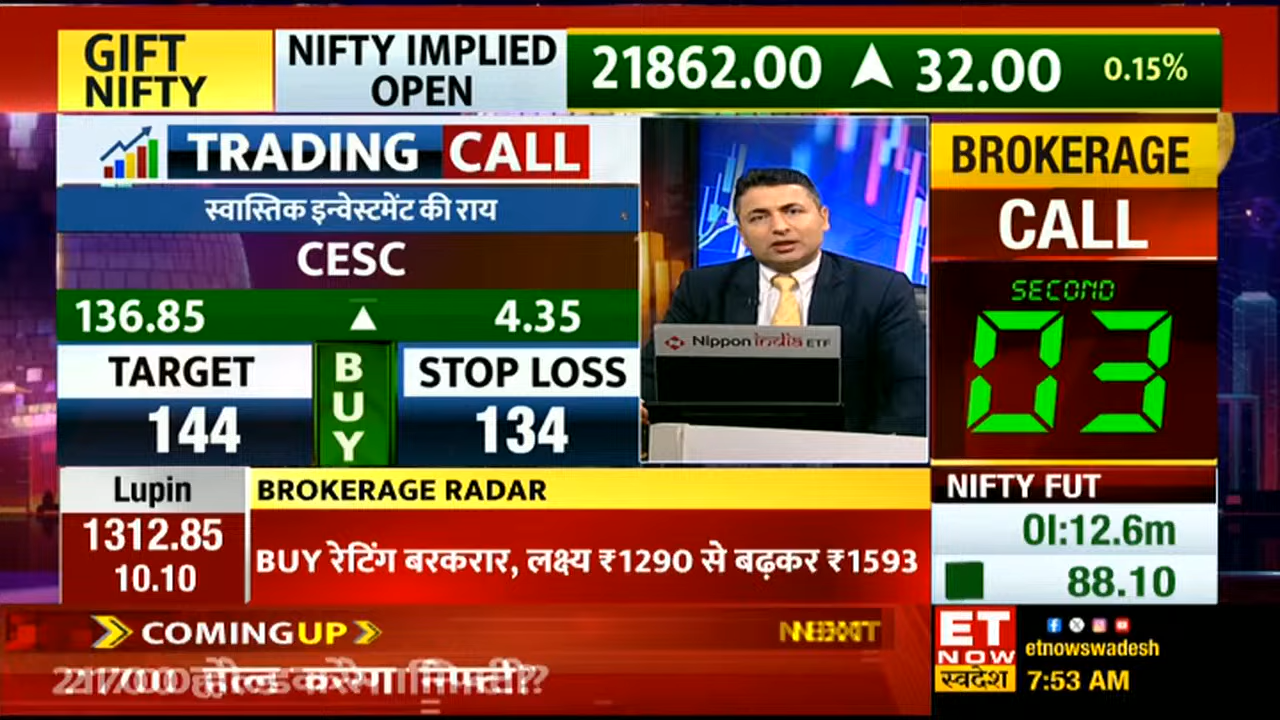 GIFT
NIFTY
NIFTY IMPLIED
OPEN
21862.00 32.00 0.15%
TRADING CALL
स्वास्तिक इन्वेस्टमेंट की राय
CESC
136.85 4.35
TARGET
144
BUY
STOP LOSS
134
Nippon india ETF
BROKERAGE
CALL
SECOND
03
Lupin
1312.85
10.10
BROKERAGE RADAR
BUY रेटिंग बरकरार, लक्ष्य ₹1290 से बढ़कर ₹1593
NIFTY FUT
OI:12.6m
88.10
COMING UP
ET
NOW
स्वदेश
etnowswadesh
7:53 AM